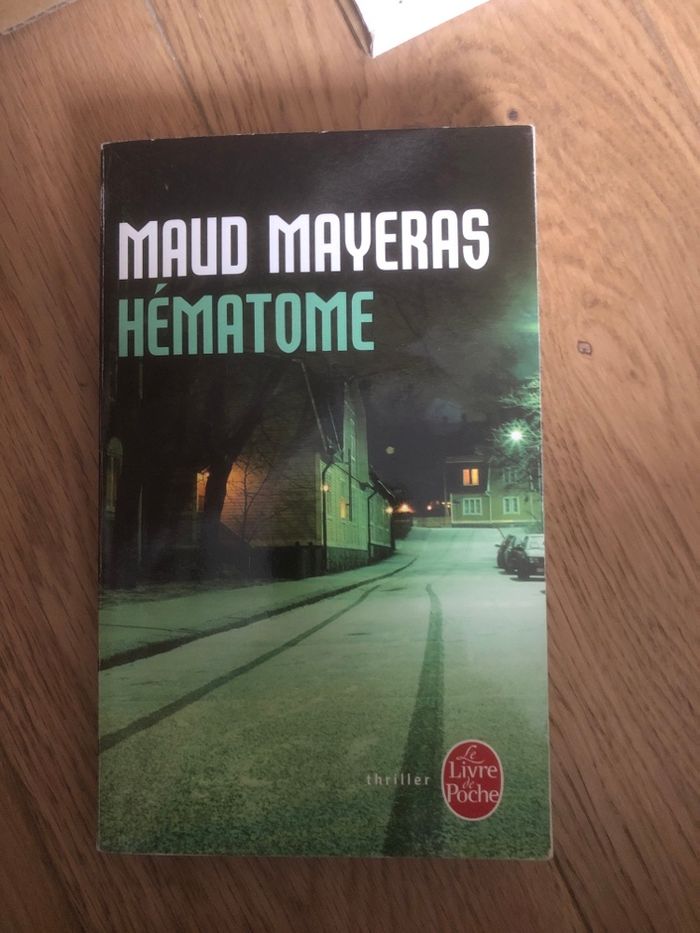 MAUD MAYERAS
HÉMATOME
thriller
Le
Livre
de
Poche